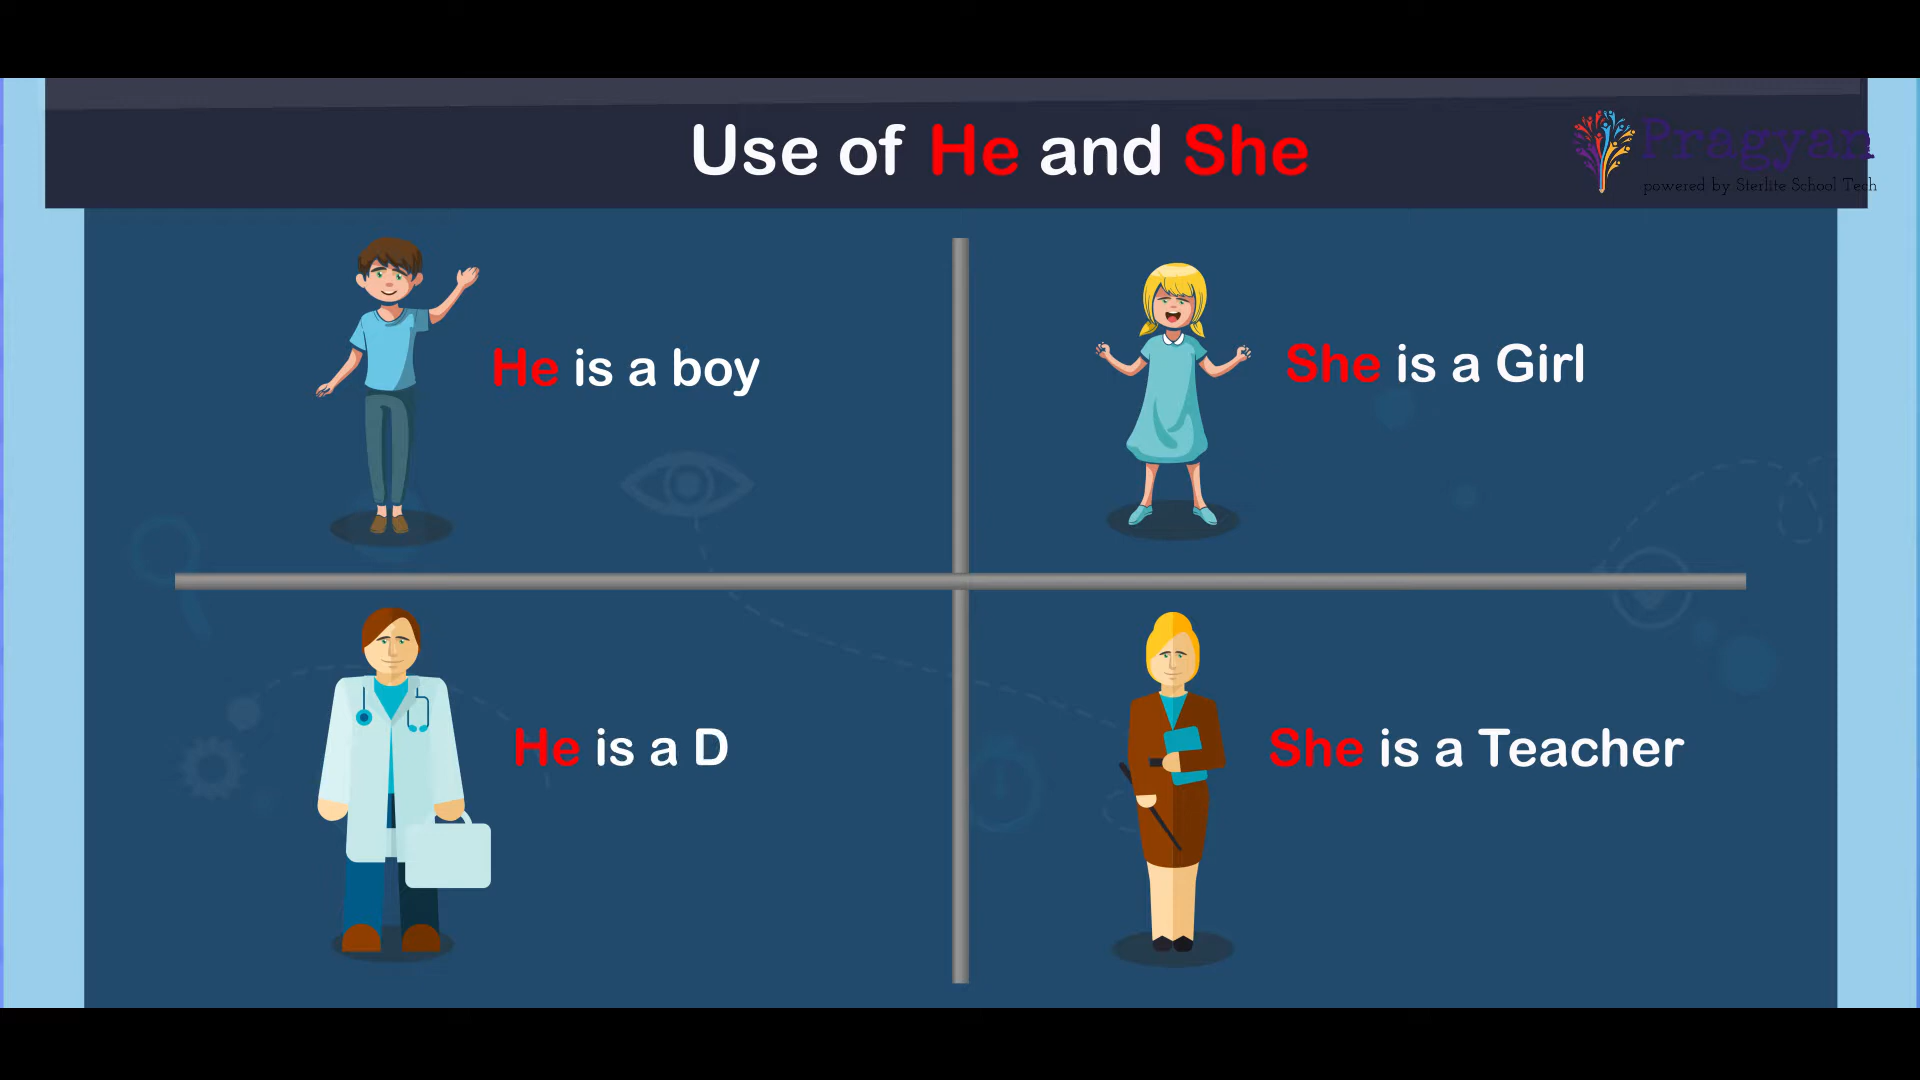 Use of He and She
Pragyan
powered by Sterlite School Tech
He is a boy
She is a Girl
He is a D
She is a Teacher